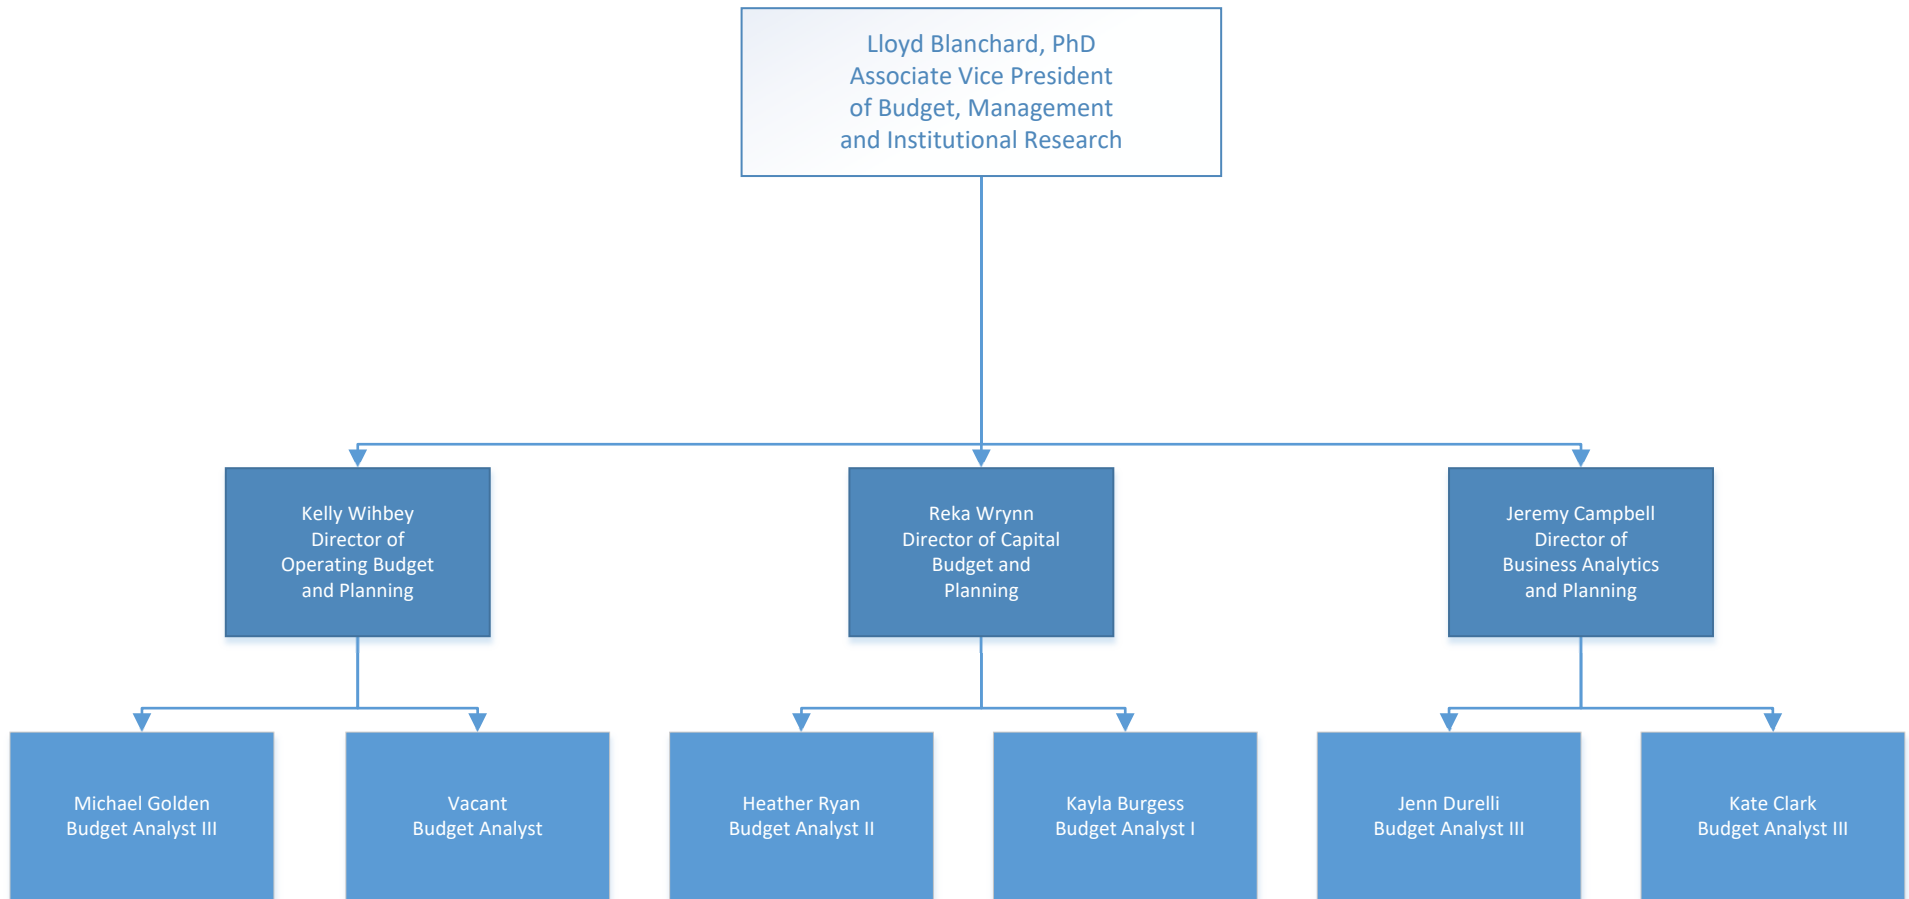 Lloyd Blanchard, PhD
Associate Vice President
of Budget, Management
and Institutional Research
Kelly Wihbey
Director of
Operating Budget
and Planning
Reka Wrynn
Director of Capital
Budget and
Planning
Jeremy Campbell
Director of
Business Analytics
and Planning
Michael Golden
Budget Analyst III
Vacant
Budget Analyst
Heather Ryan
Budget Analyst II
Kayla Burgess
Budget Analyst I
Jenn Durelli
Budget Analyst III
Kate Clark
Budget Analyst III